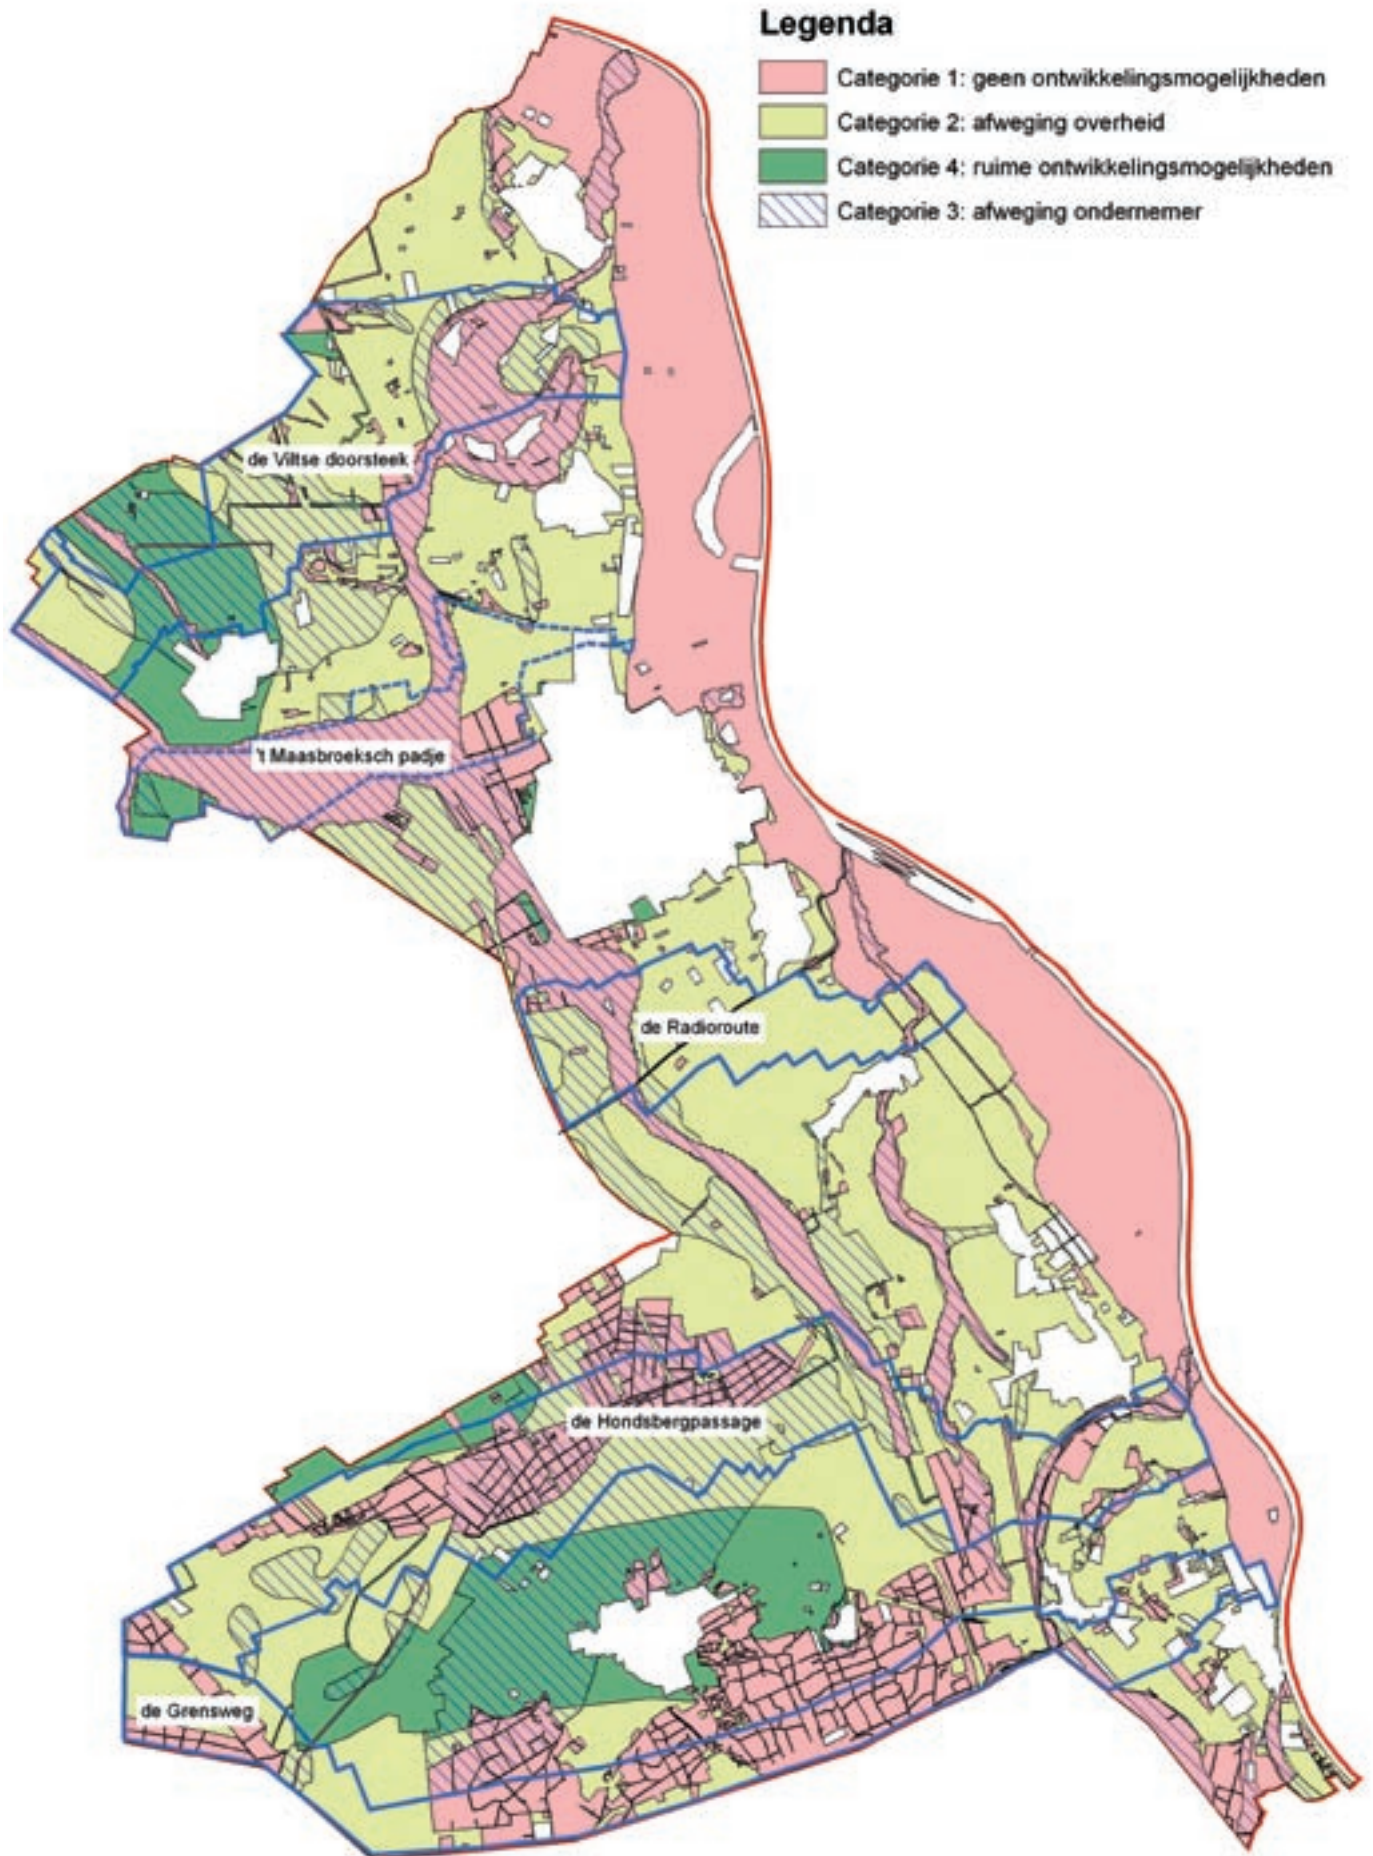 Legenda
Categorie 1: geen ontwikkelingsmogelijkheden
Categorie 2: afweging overheid
Categorie 4: ruime ontwikkelingsmogelijkheden
Categorie 3: afweging ondernemer
de Viltse doorsteek
't Maasbroeksch padje
de Radioroute
de Hondsbergpassage
de Grensweg